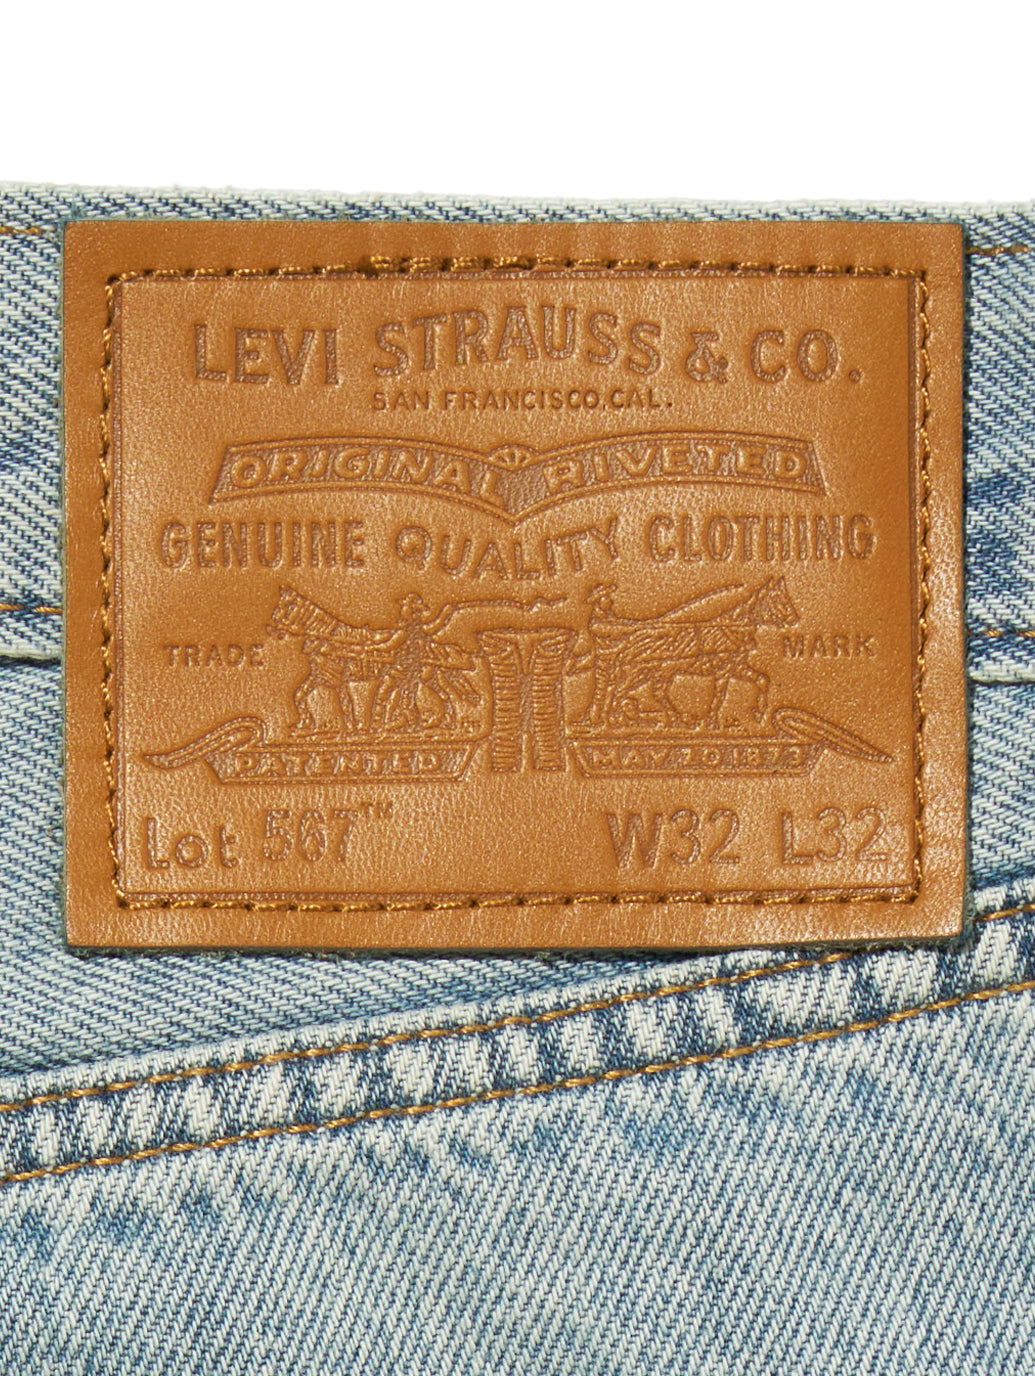 LEVI STRAUSS & CO.
SAN FRANCISCO, CAL.
ORIGINAL RIVETED
GENUINE QUALITY CLOTHING
TRADE MARK
PATENTED MAY 20 1873
Lot 567™ W32 L32